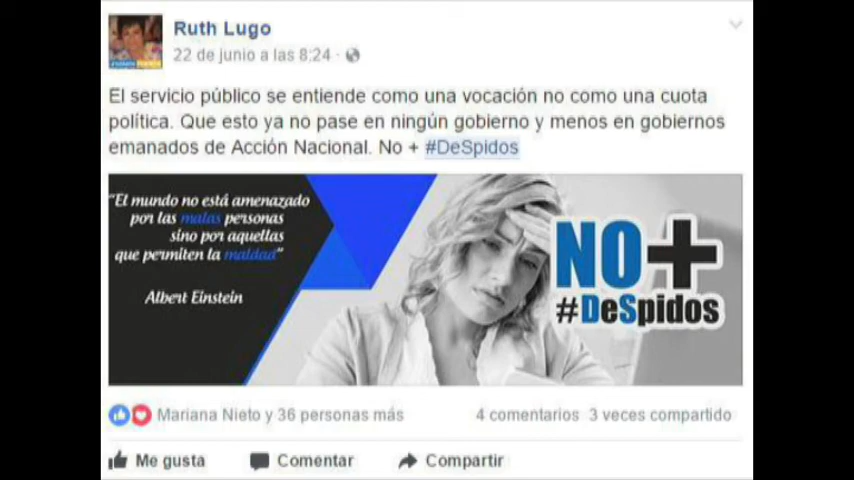 Ruth Lugo
22 de junio a las 8:24 ·
El servicio público se entiende como una vocación no como una cuota
política. Que esto ya no pase en ningún gobierno y menos en gobiernos
emanados de Acción Nacional. No + #DeSpidos
"El mundo no está amenazado
por las malas personas
sino por aquellas
que permiten la maldad"
Albert Einstein
NO+
#DeSpidos
Mariana Nieto y 36 personas más
4 comentarios 3 veces compartido
Me gusta
Comentar
Compartir